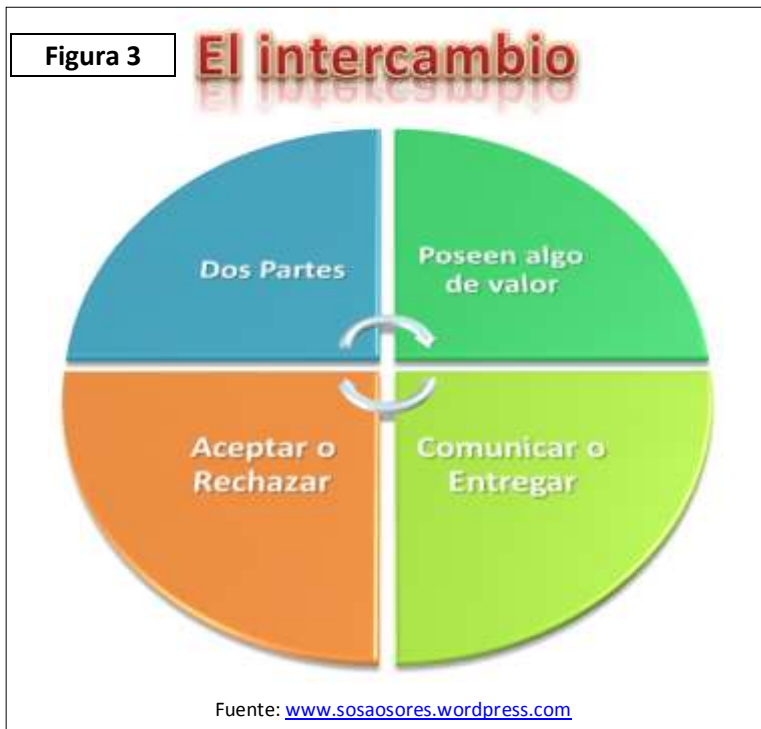 Figura 3
El intercambio
Dos Partes
Poseen algo
de valor
Aceptar o
Rechazar
Comunicar o
Entregar
Fuente: www.sosaosores.wordpress.com